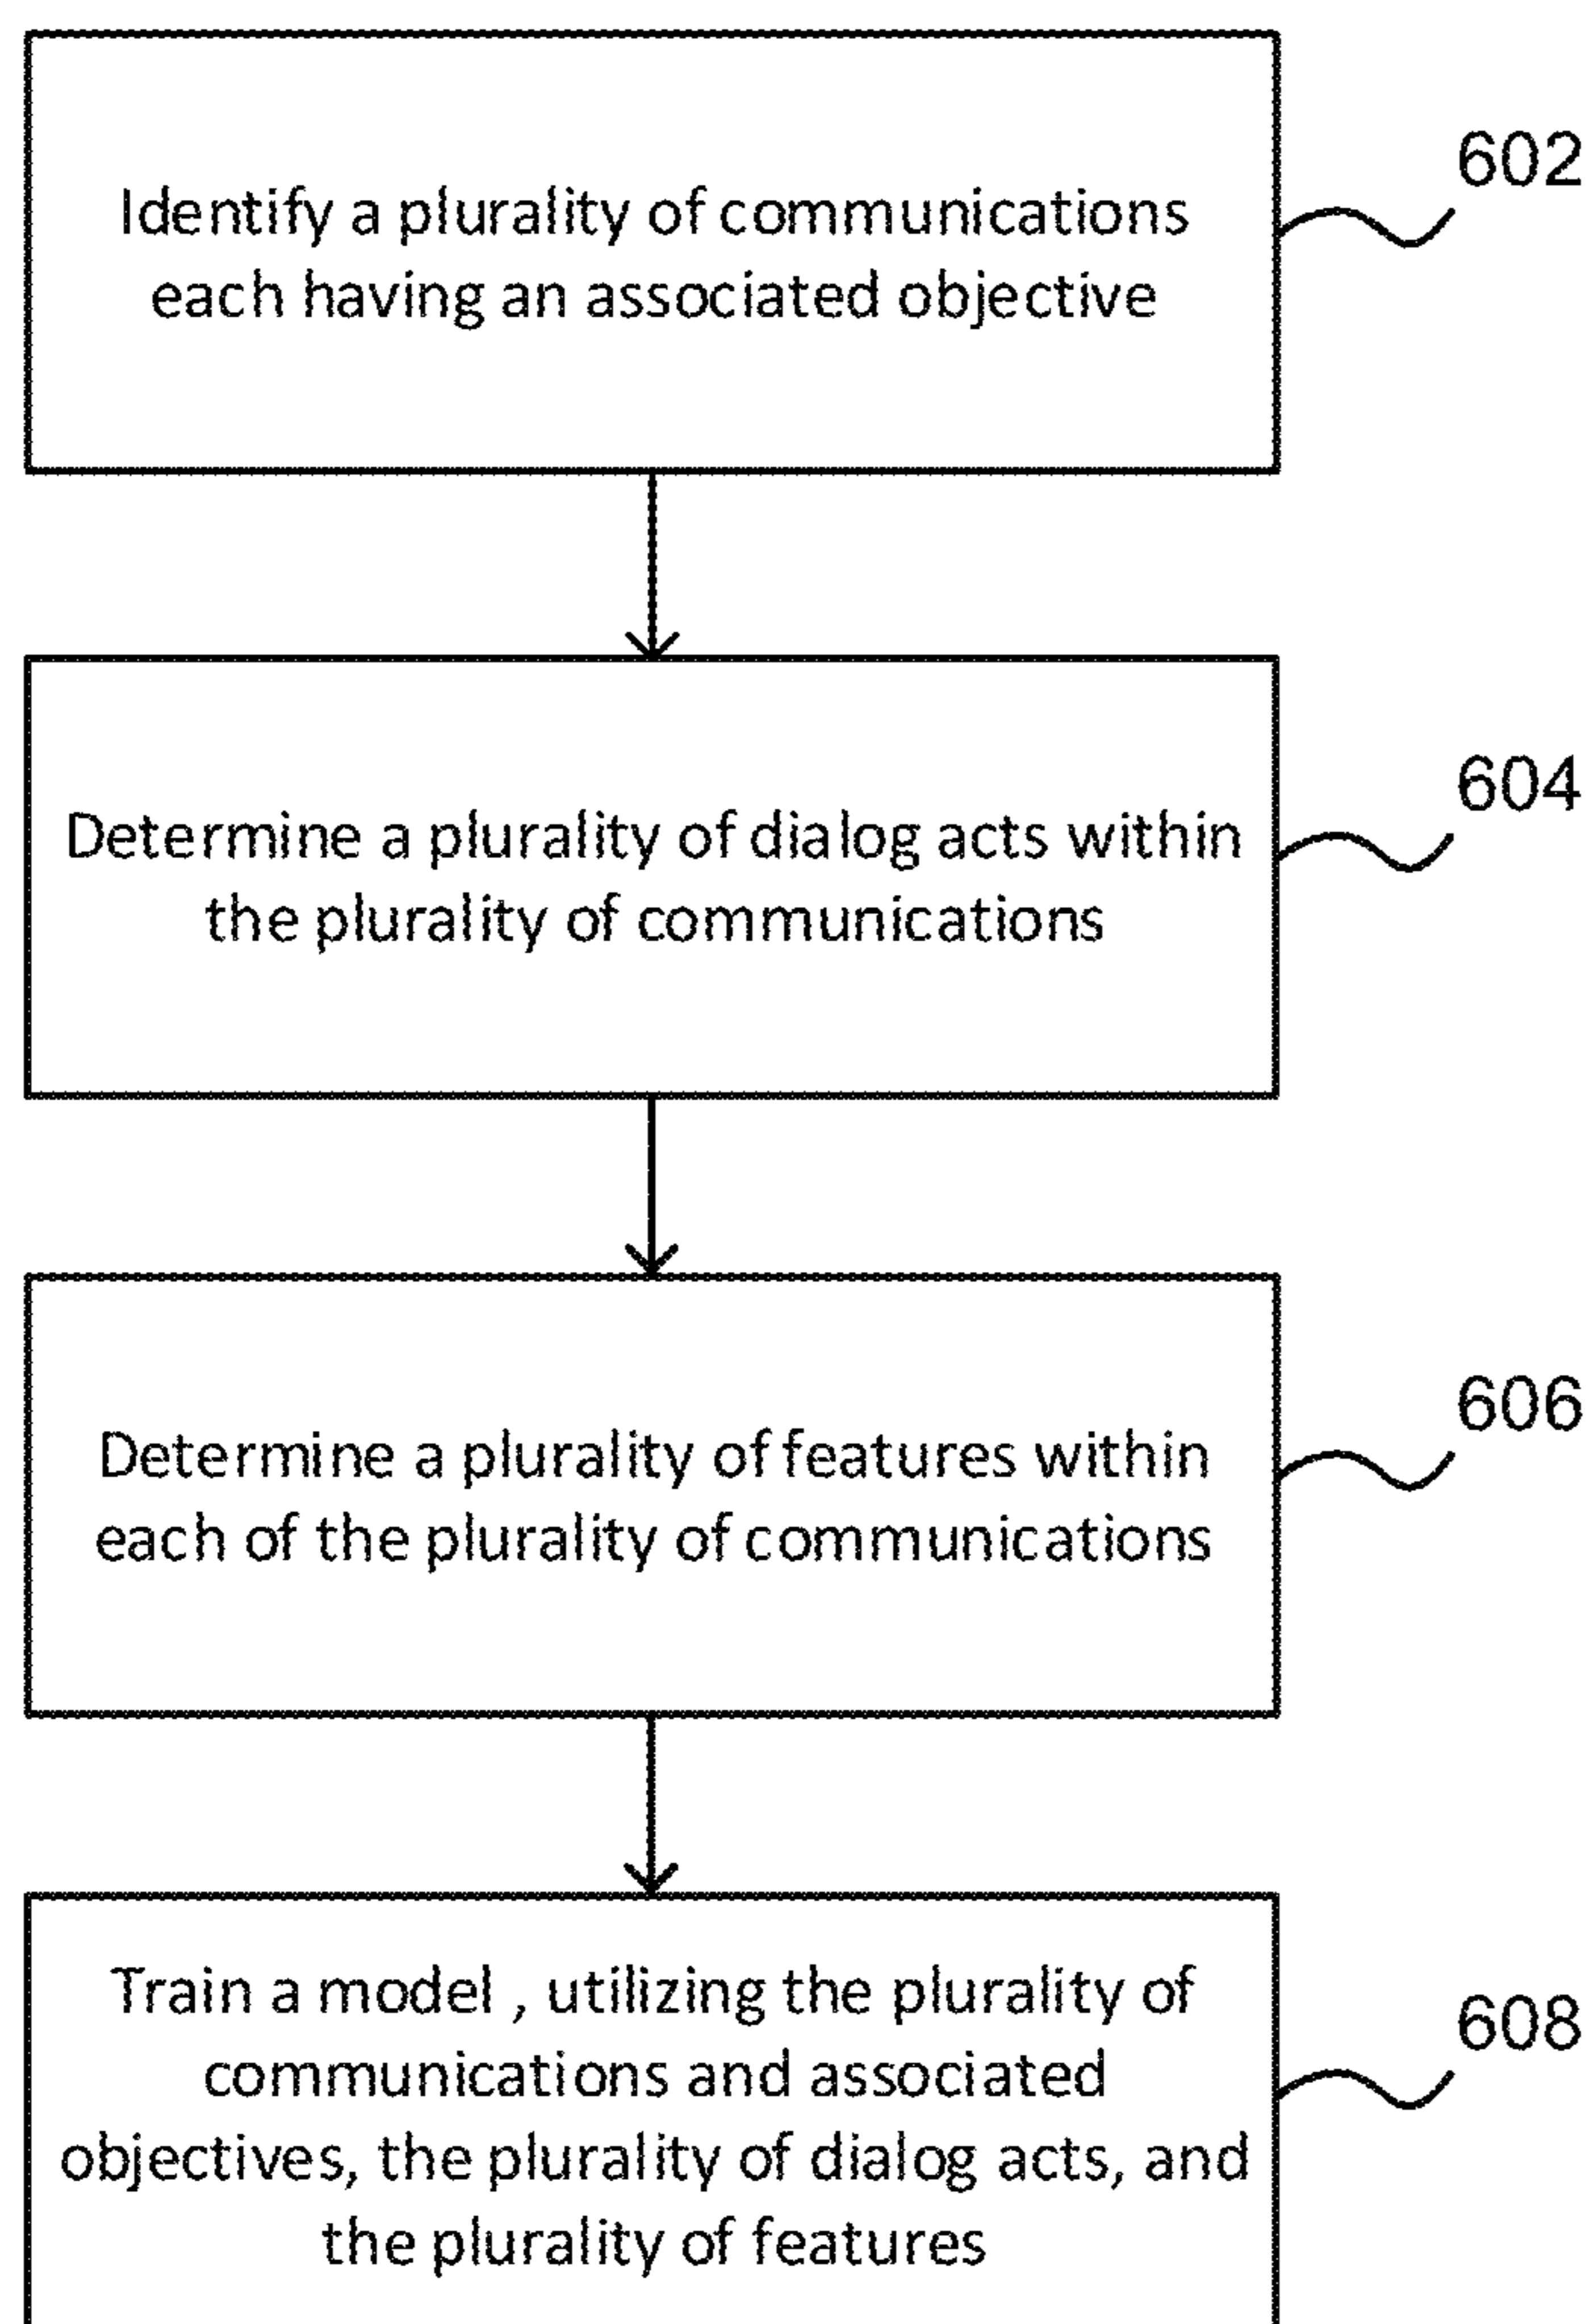 602
Identify a plurality of communications
each having an associated objective
604
Determine a plurality of dialog acts within
the plurality of communications
606
Determine a plurality of features within
each of the plurality of communications
608
Train a model , utilizing the plurality of
communications and associated
objectives, the plurality of dialog acts, and
the plurality of features